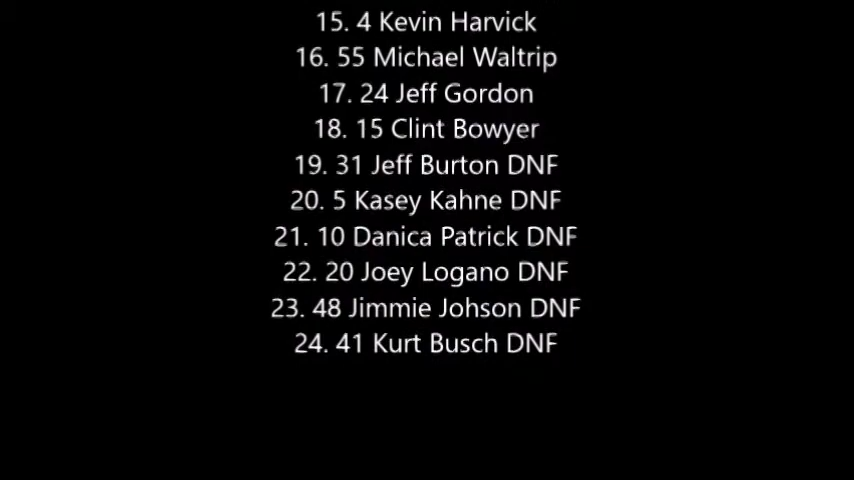 15. 4 Kevin Harvick
16. 55 Michael Waltrip
17. 24 Jeff Gordon
18. 15 Clint Bowyer
19. 31 Jeff Burton DNF
20. 5 Kasey Kahne DNF
21. 10 Danica Patrick DNF
22. 20 Joey Logano DNF
23. 48 Jimmie Johson DNF
24. 41 Kurt Busch DNF